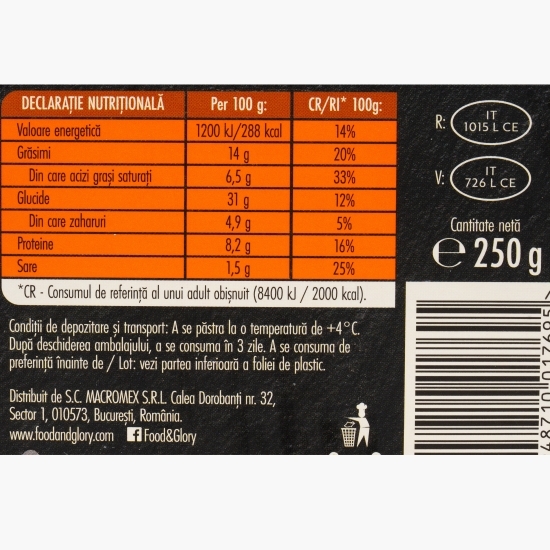 DECLARAȚIE NUTRIȚIONALĂ Per 100 g: CR/RI* 100g:
Valoare energetică 1200 kJ/288 kcal 14%
Grăsimi 14 g 20%
Din care acizi grași saturați 6,5 g 33%
Glucide 31 g 12%
Din care zaharuri 4,9 g 5%
Proteine 8,2 g 16%
Sare 1,5 g 25%
*CR - Consumul de referință al unui adult obișnuit (8400 kJ / 2000 kcal).
Condiții de depozitare și transport: A se păstra la o temperatură de +4°C.
După deschiderea ambalajului, a se consuma în 3 zile. A se consuma de
preferință înainte de / Lot: vezi partea inferioară a foliei de plastic.
Distribuit de S.C. MACROMEX S.R.L. Calea Dorobanți nr. 32,
Sector 1, 010573, București, România.
www.foodandglory.com f Food&Glory
R: IT
1015 L CE
V: IT
726 L CE
Cantitate netă
℮ 250 g